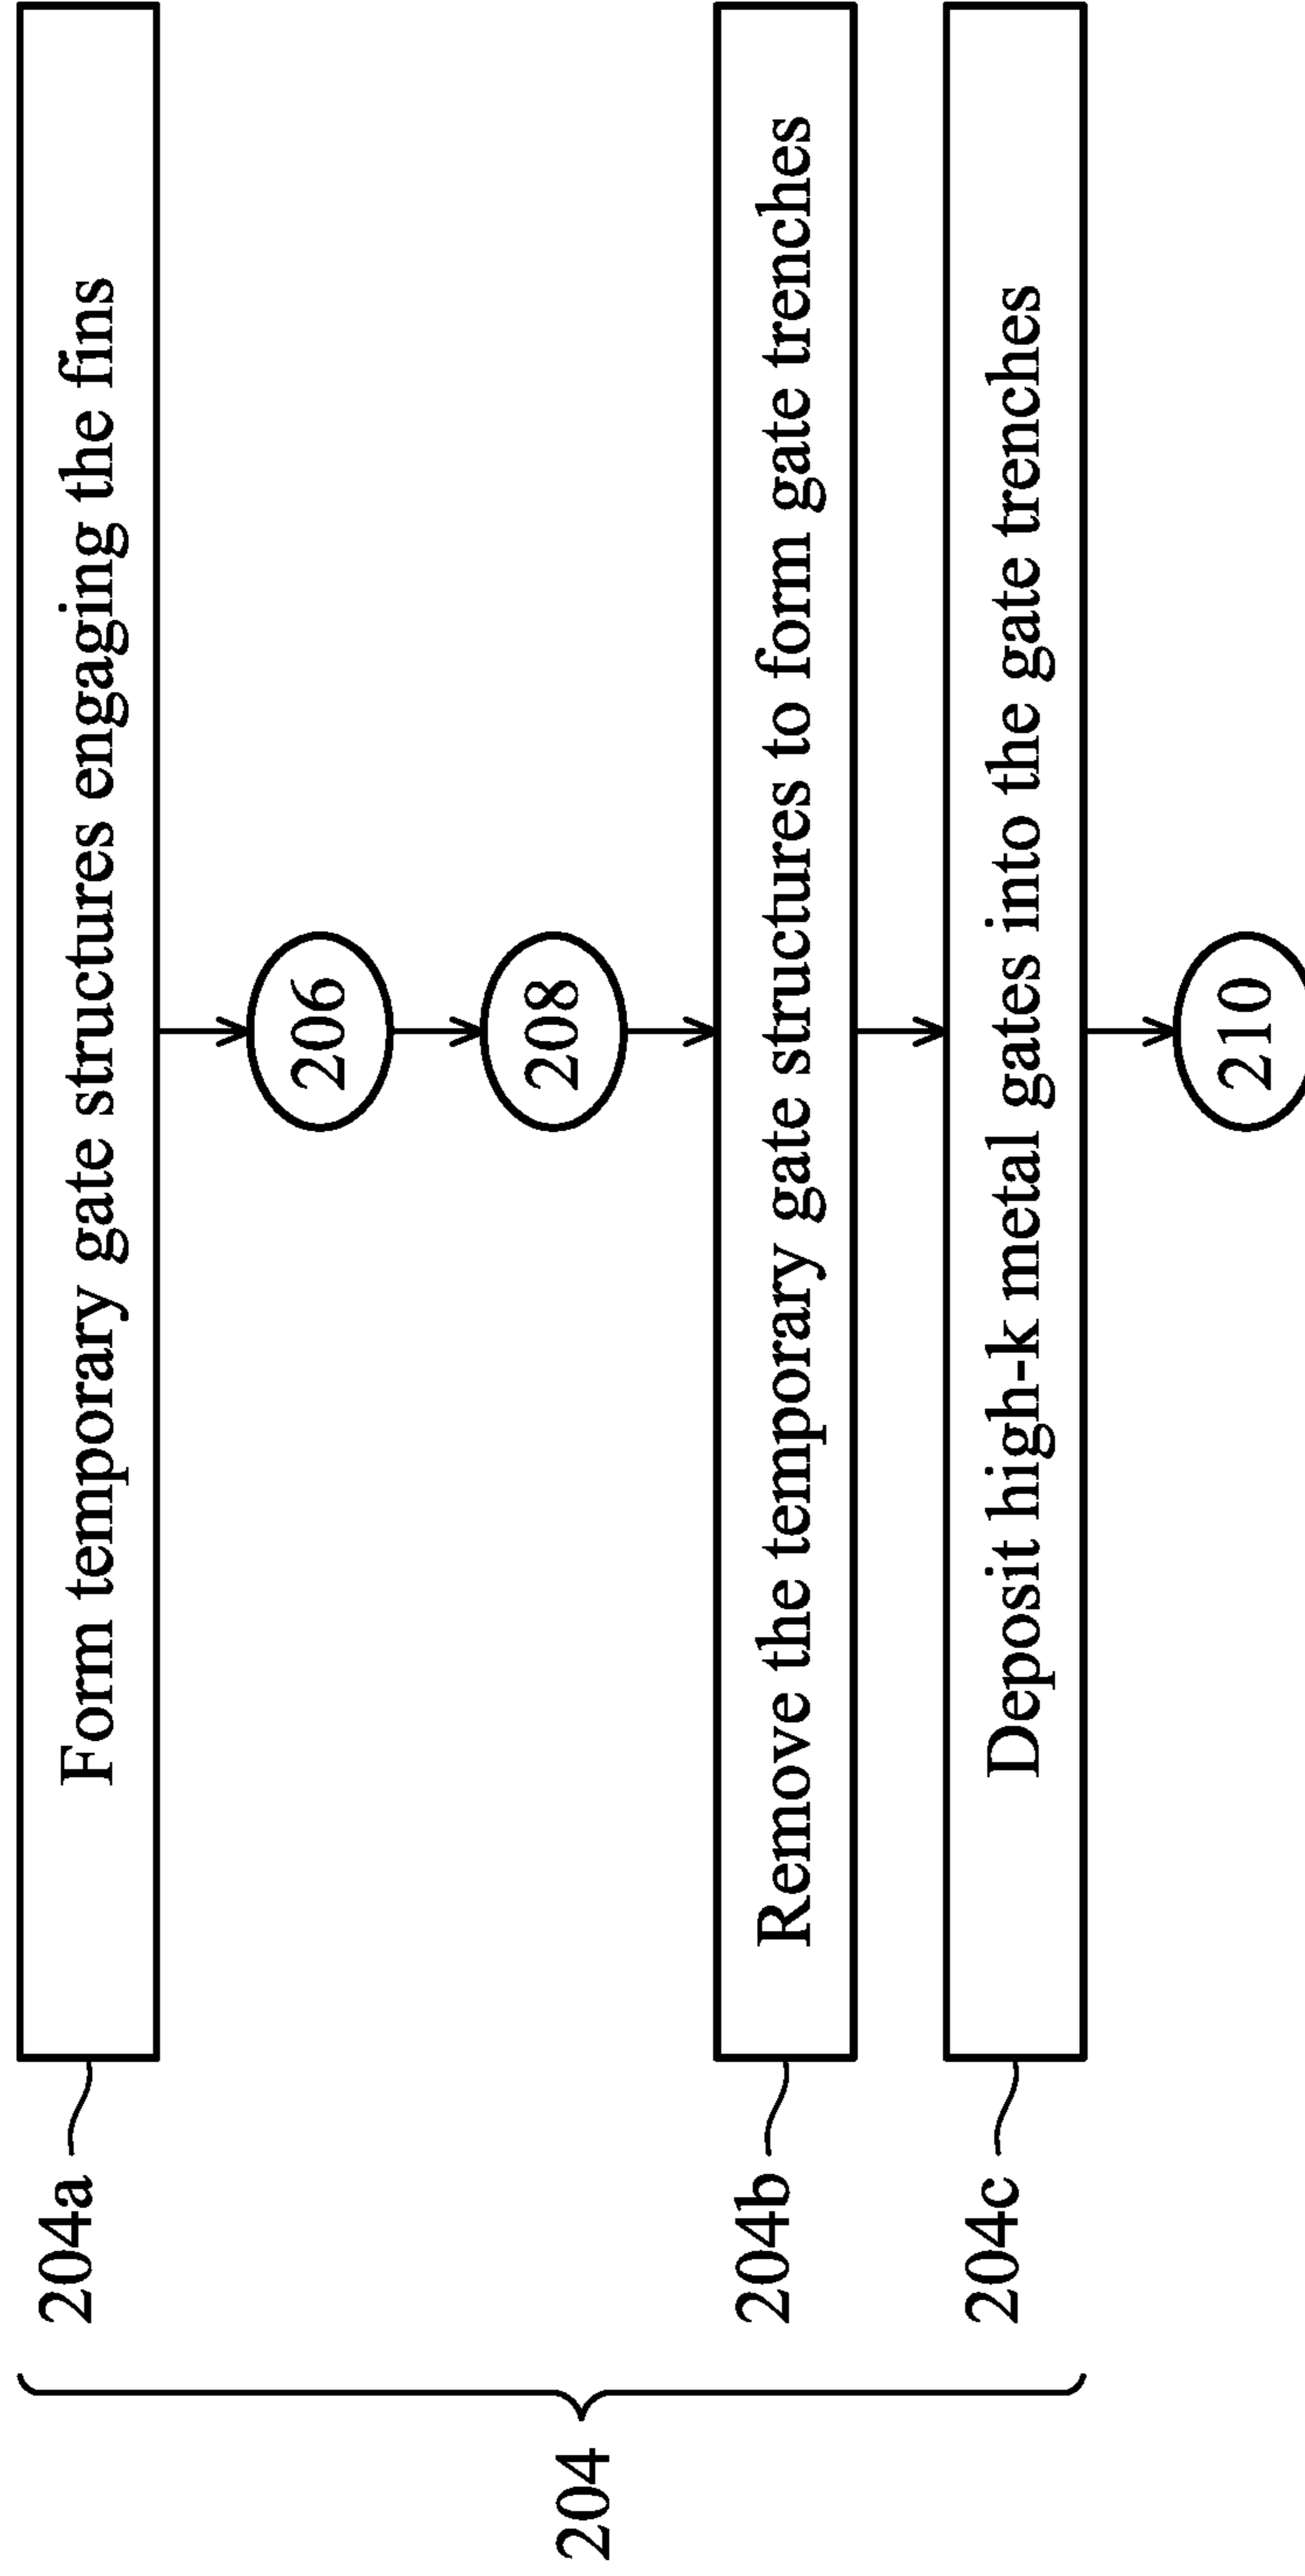 204
204a
Form temporary gate structures engaging the fins
206
208
204b
Remove the temporary gate structures to form gate trenches
204c
Deposit high-k metal gates into the gate trenches
210